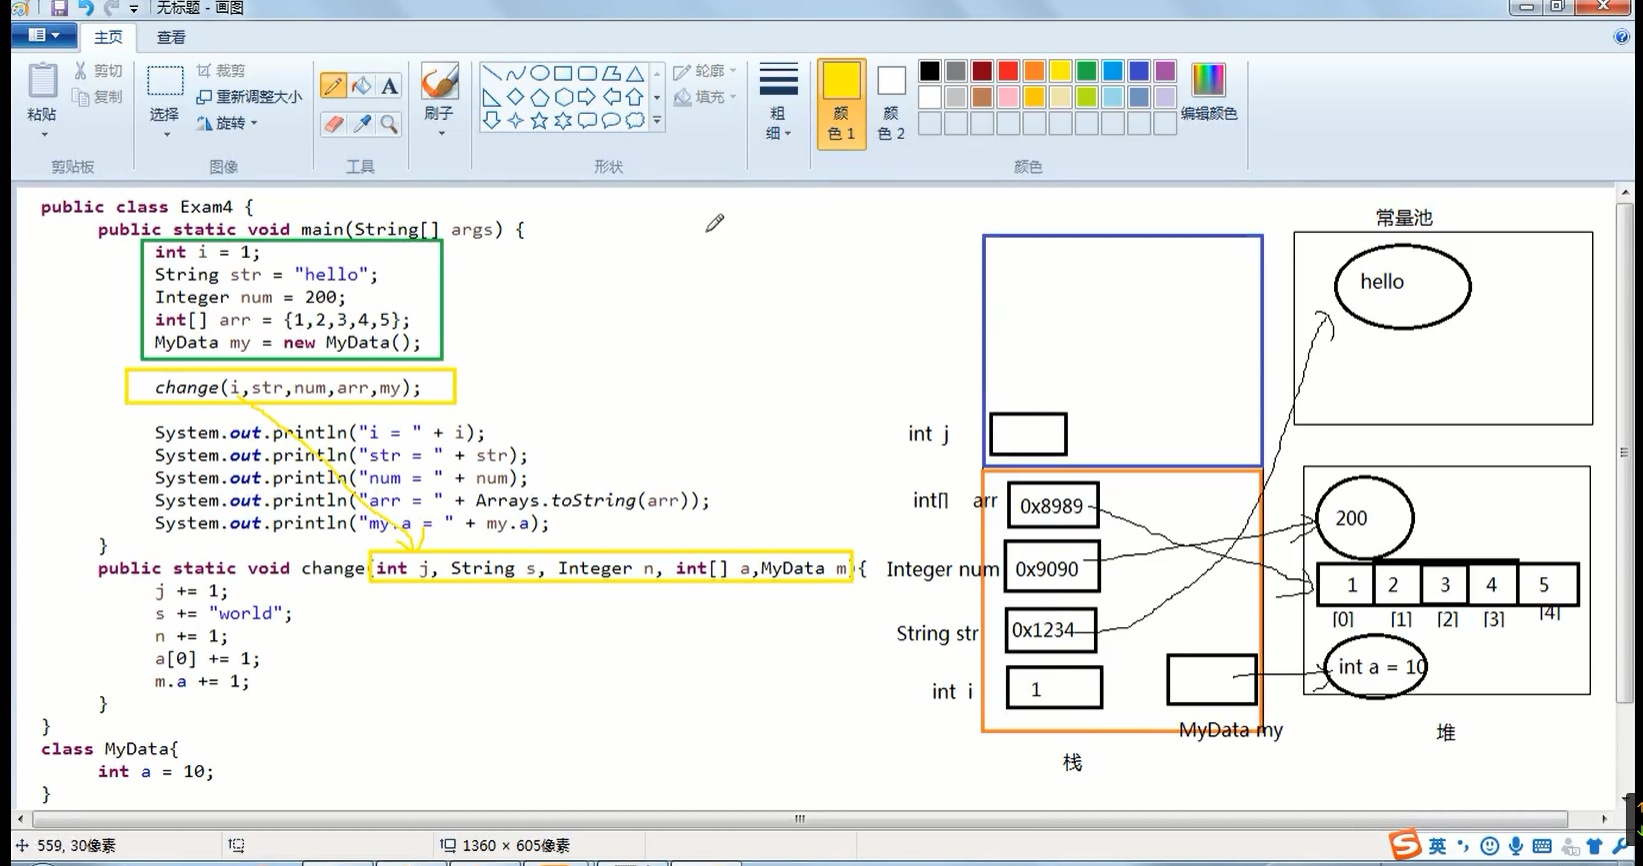 无标题 - 画图
主页
查看
粘贴
剪切
复制
剪贴板
选择
裁剪
重新调整大小
旋转
图像
A
工具
刷子
形状
轮廓
填充
粗
细
颜
色 1
颜
色 2
编辑颜色
颜色
public class Exam4 {
public static void main(String[] args) {
int i = 1;
String str = "hello";
Integer num = 200;
int[] arr = {1,2,3,4,5};
MyData my = new MyData();
change(i,str,num,arr,my);
System.out.println("i = " + i);
System.out.println("str = " + str);
System.out.println("num = " + num);
System.out.println("arr = " + Arrays.toString(arr));
System.out.println("my.a = " + my.a);
}
public static void change(int j, String s, Integer n, int[] a,MyData m){
j += 1;
s += "world";
n += 1;
a[0] += 1;
m.a += 1;
}
}
class MyData{
int a = 10;
}
int j
int[] arr
0x8989
Integer num
0x9090
String str
0x1234
int i
1
MyData my
栈
常量池
hello
200
1 2 3 4 5
[0] [1] [2] [3] [4]
int a = 10
堆
559, 30像素
1360 × 605像素
S 英